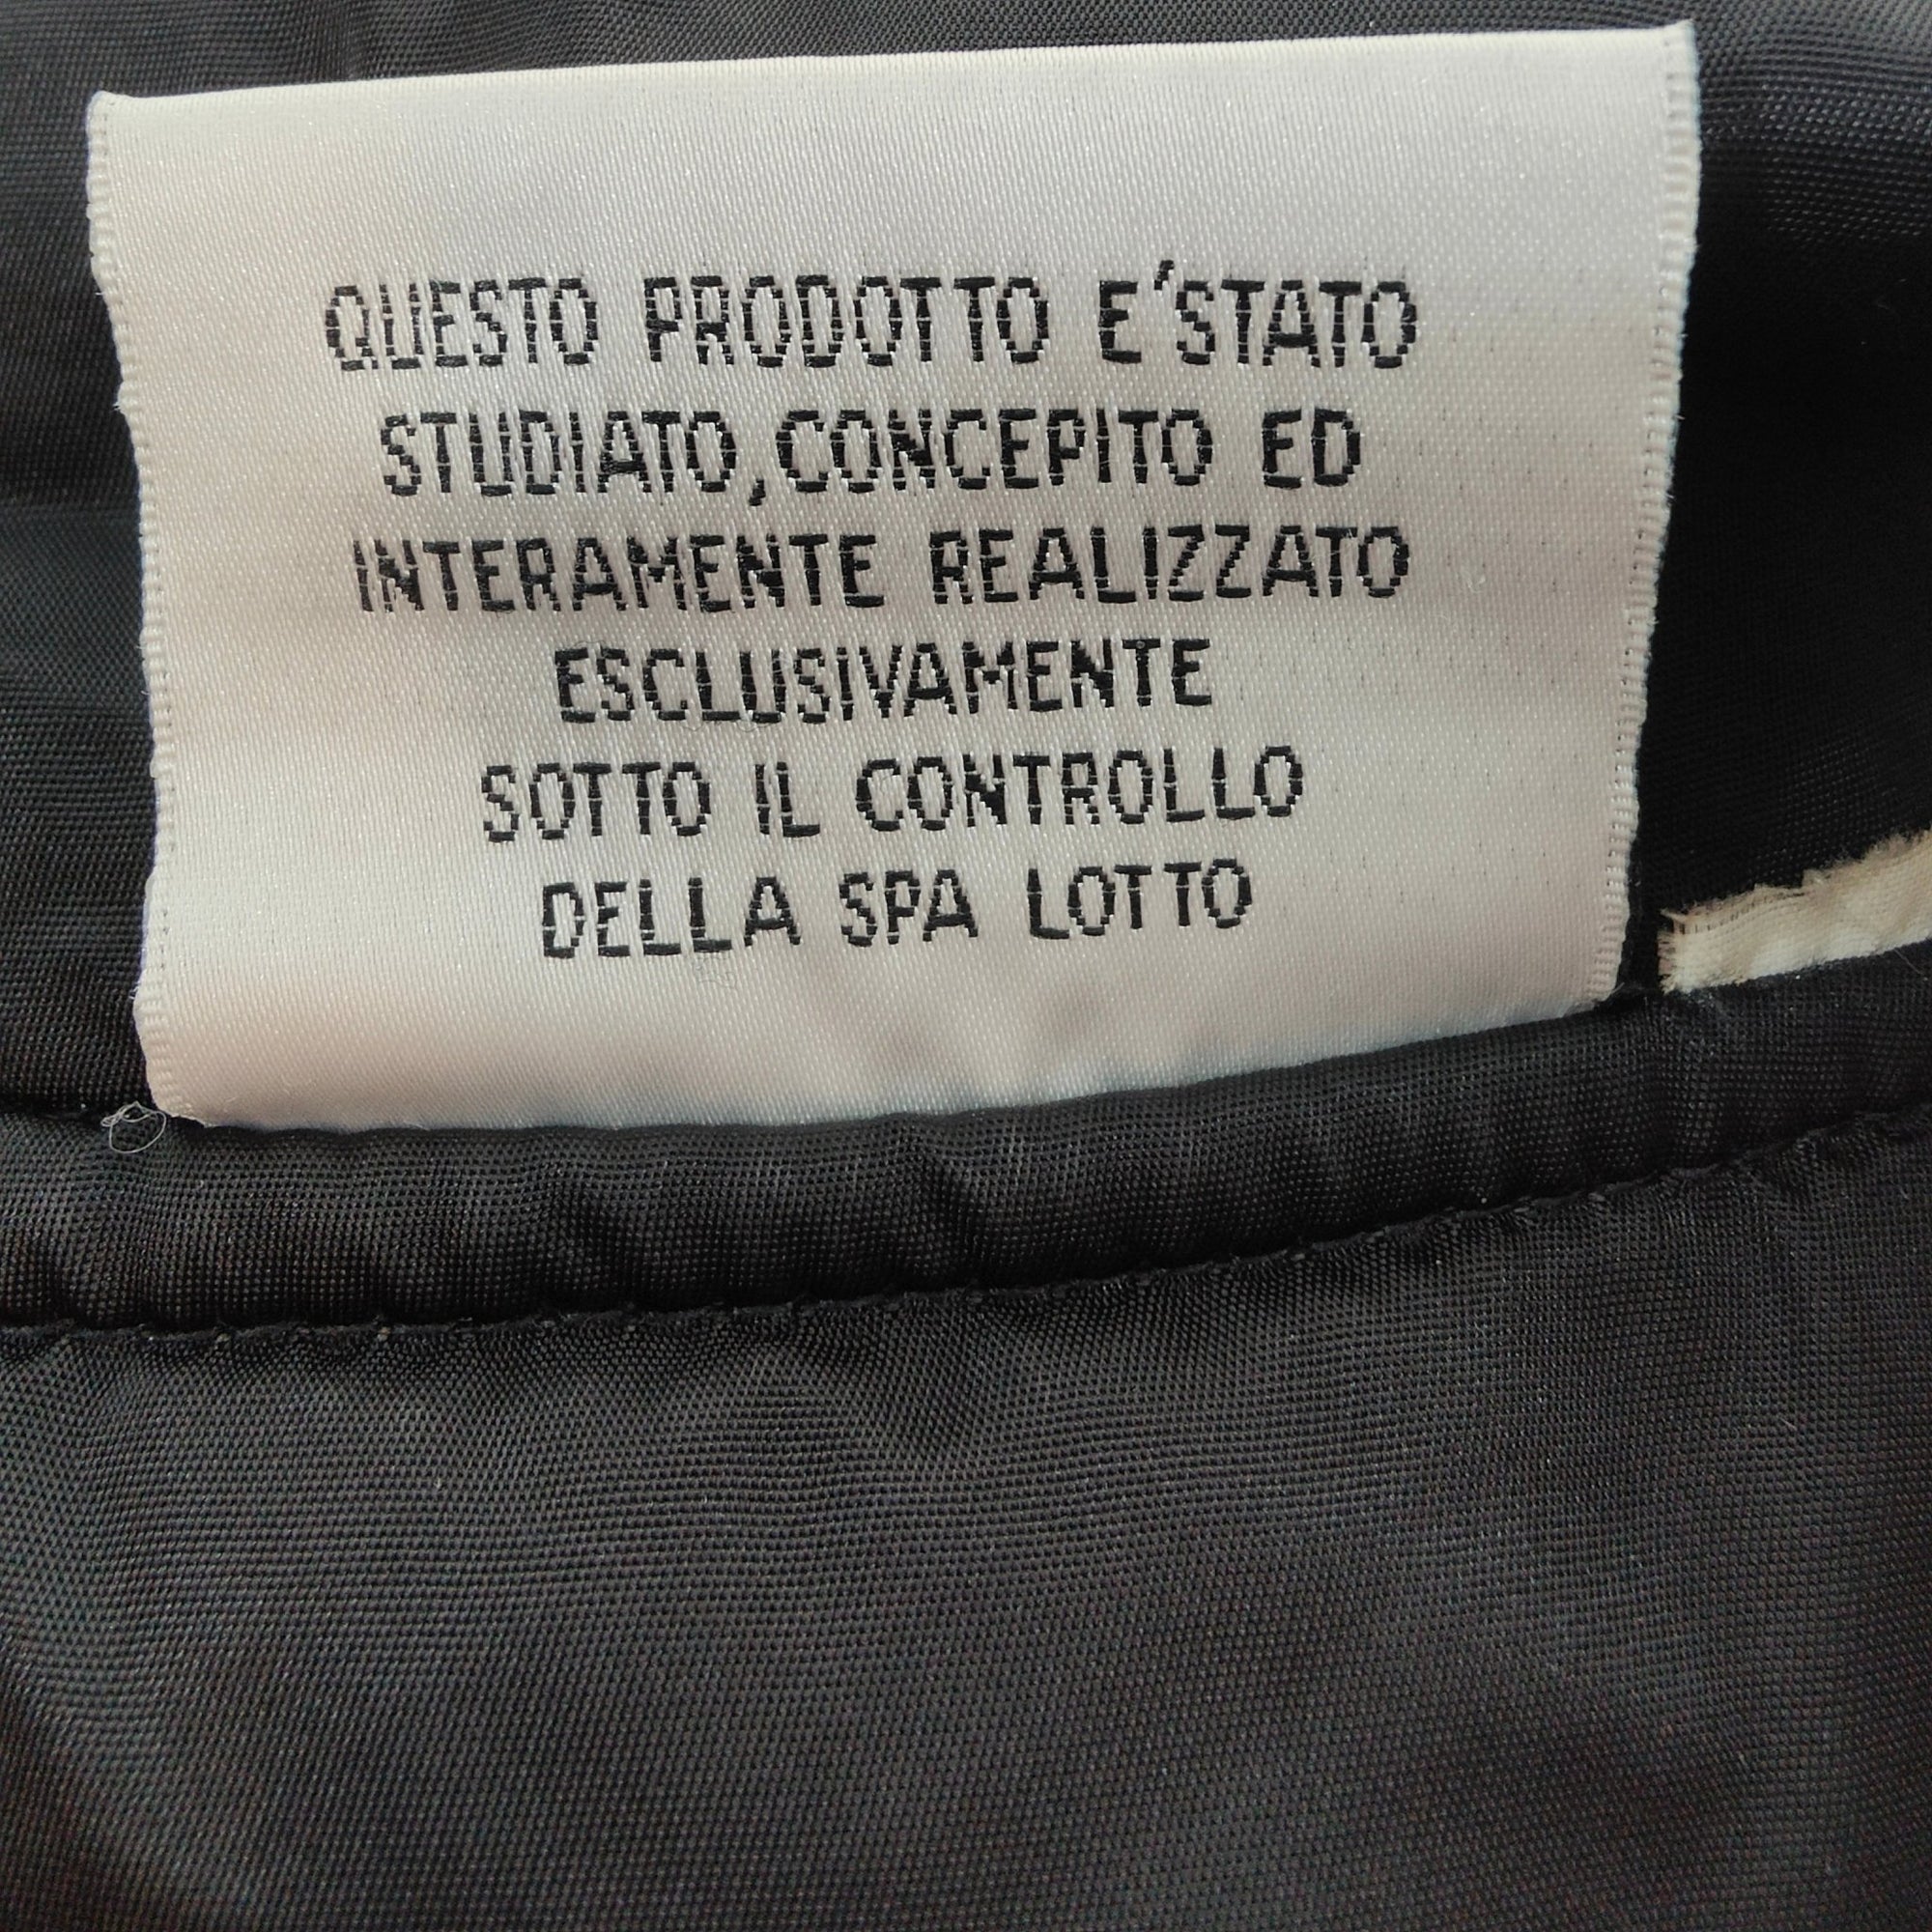 QUESTO PRODOTTO E'STATO
STUDIATO,CONCEPITO ED
INTERAMENTE REALIZZATO
ESCLUSIVAMENTE
SOTTO IL CONTROLLO
DELLA SPA LOTTO